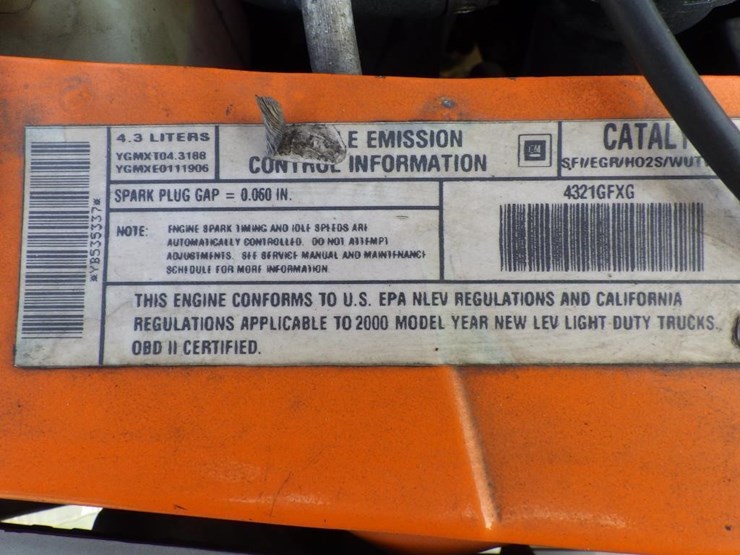 *YB535337*
4.3 LITERS
YGMXT04.3188
YGMXE0111906
E EMISSION
CONTROL INFORMATION
GM
CATALY
SFI/EGR/HO2S/WUT
SPARK PLUG GAP = 0.060 IN.
4321GFXG
NOTE: ENGINE SPARK TIMING AND IDLE SPEEDS ARE
AUTOMATICALLY CONTROLLED. DO NOT ATTEMPT
ADJUSTMENTS. SEE SERVICE MANUAL AND MAINTENANCE
SCHEDULE FOR MORE INFORMATION.
THIS ENGINE CONFORMS TO U.S. EPA NLEV REGULATIONS AND CALIFORNIA
REGULATIONS APPLICABLE TO 2000 MODEL YEAR NEW LEV LIGHT DUTY TRUCKS.
OBD II CERTIFIED.